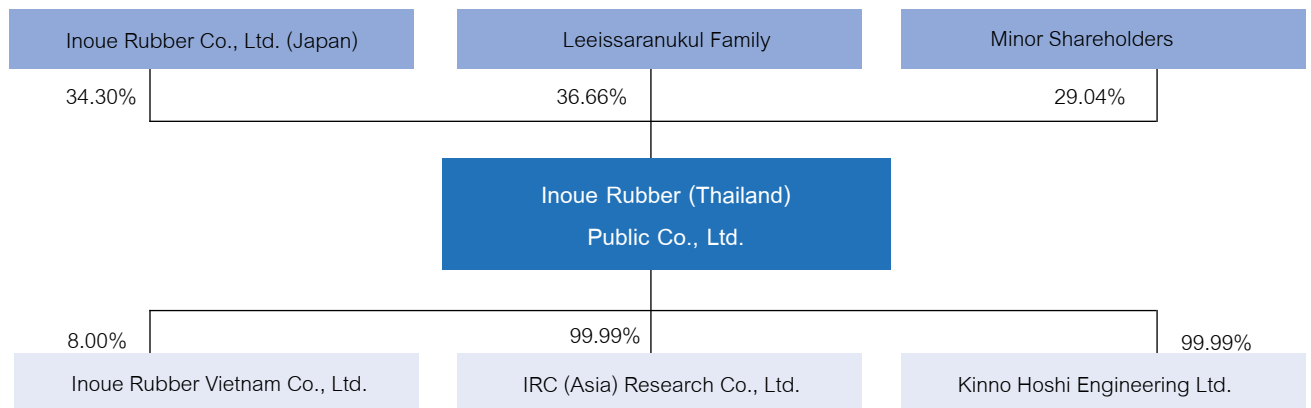 Inoue Rubber Co., Ltd. (Japan)
Leeissaranukul Family
Minor Shareholders
34.30%
36.66%
29.04%
Inoue Rubber (Thailand)
Public Co., Ltd.
8.00%
99.99%
99.99%
Inoue Rubber Vietnam Co., Ltd.
IRC (Asia) Research Co., Ltd.
Kinno Hoshi Engineering Ltd.